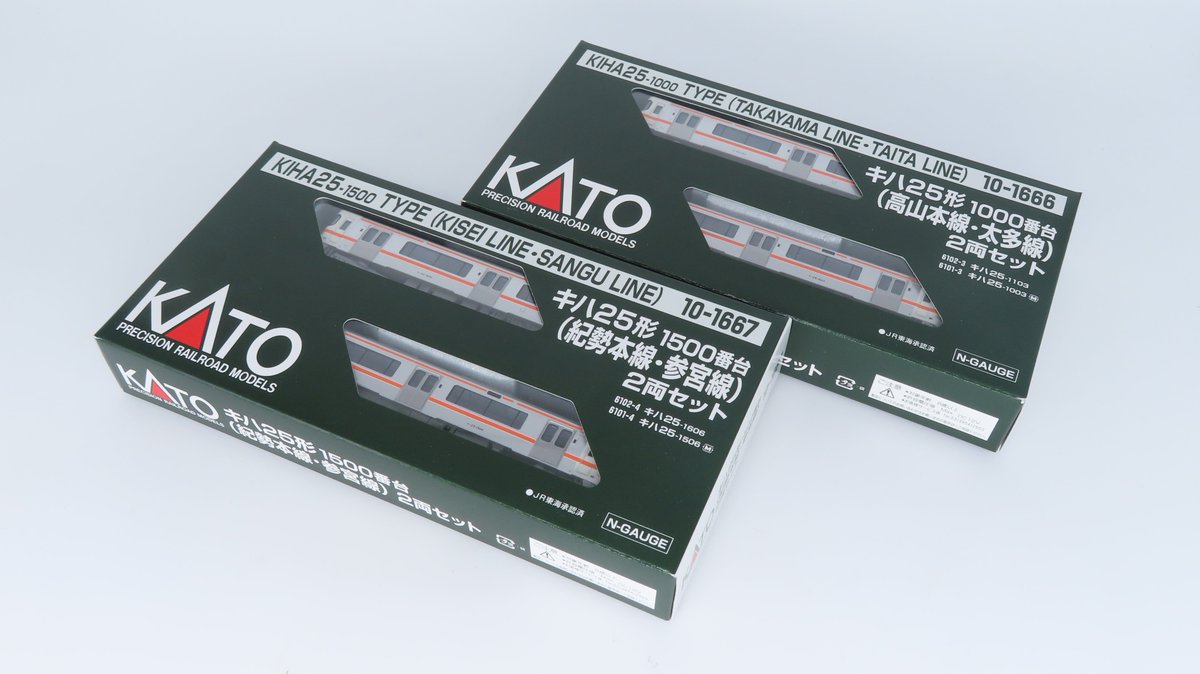 KIHA25-1000 TYPE (TAKAYAMA LINE・TAITA LINE) 10-1666
KATO
PRECISION RAILROAD MODELS
キハ25形 1000番台
(高山本線・太多線)
2両セット
6102-3 キハ25-1103
6101-3 キハ25-1003 M
●JR東海承認済
N-GAUGE
セット
ご注意
KIHA25-1500 TYPE (KISEI LINE・SANGU LINE) 10-1667
KATO
PRECISION RAILROAD MODELS
キハ25形 1500番台
(紀勢本線・参宮線)
2両セット
6102-4 キハ25-1606
6101-4 キハ25-1506 M
●JR東海承認済
N-GAUGE
KATO
PRECISION RAILROAD MODELS
キハ25形 1500番台
(紀勢本線・参宮線) 2両セット